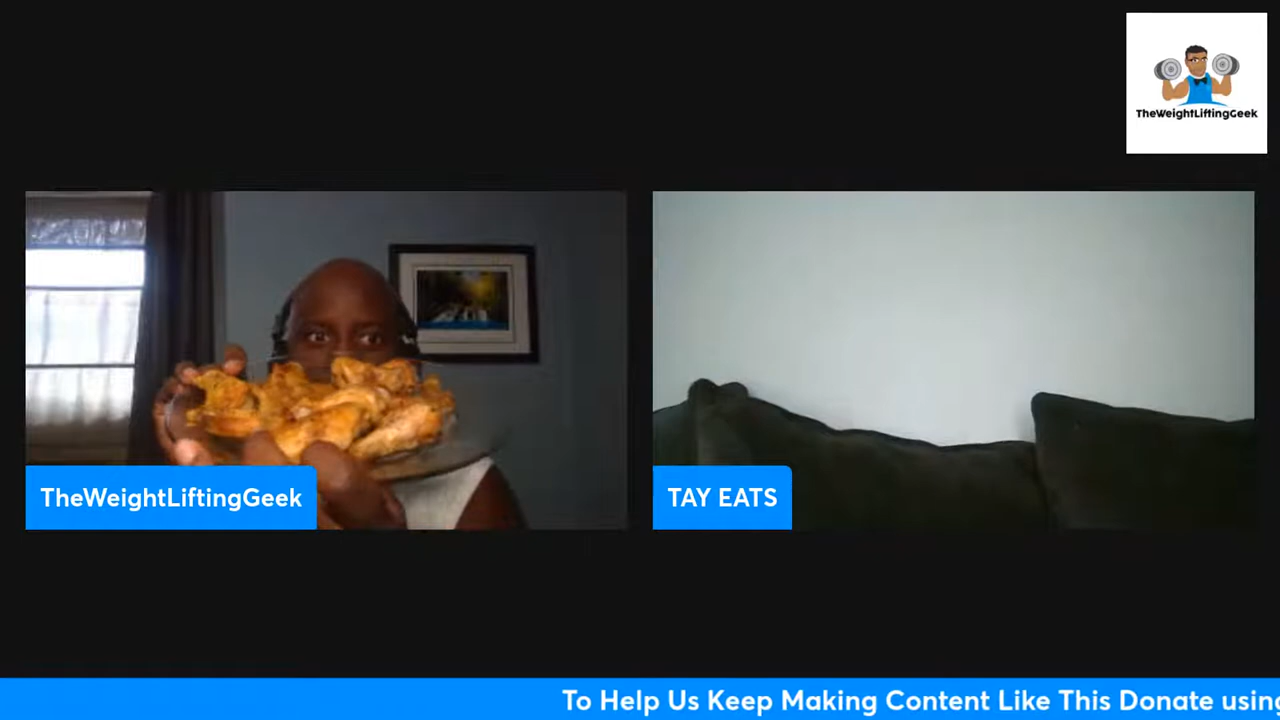 TheWeightLiftingGeek
TheWeightLiftingGeek
TAY EATS
To Help Us Keep Making Content Like This Donate using